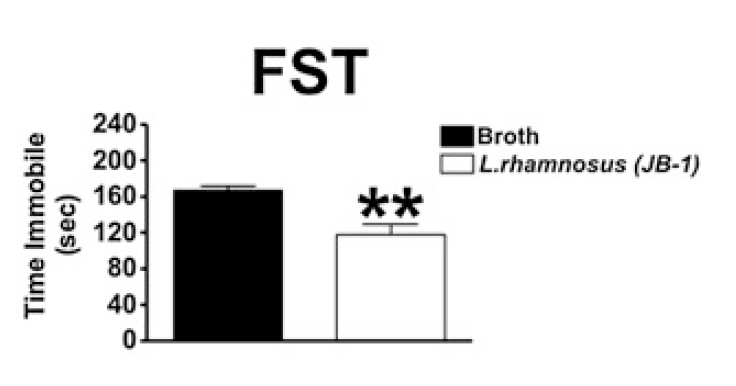 FST
Time Immobile
(sec)
240
200
160
120
80
40
0
**
Broth
L.rhamnosus (JB-1)